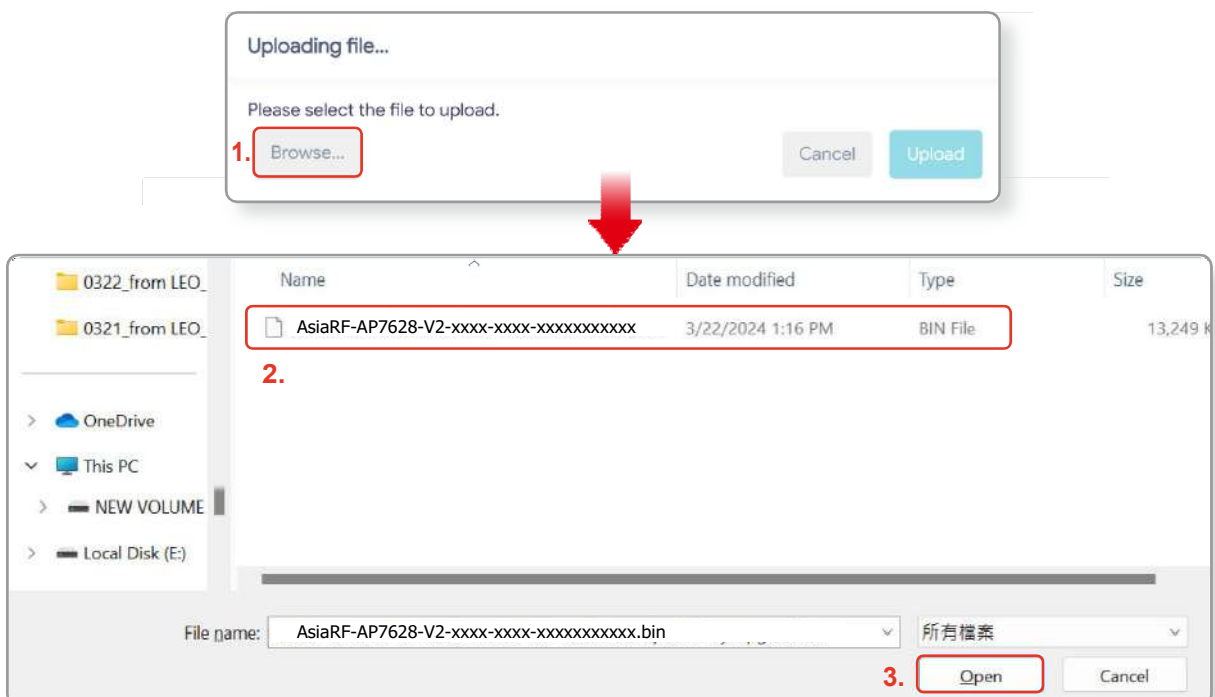 Uploading file...
Please select the file to upload.
1. Browse... Cancel Upload
0322_from LEO_ Name Date modified Type Size
0321_from LEO_ AsiaRF-AP7628-V2-xxxx-xxxx-xxxxxxxxxxx 3/22/2024 1:16 PM BIN File 13,249 K
2.
OneDrive
This PC
NEW VOLUME
Local Disk (E:)
File name: AsiaRF-AP7628-V2-xxxx-xxxx-xxxxxxxxxxx.bin 所有檔案
3. Open Cancel